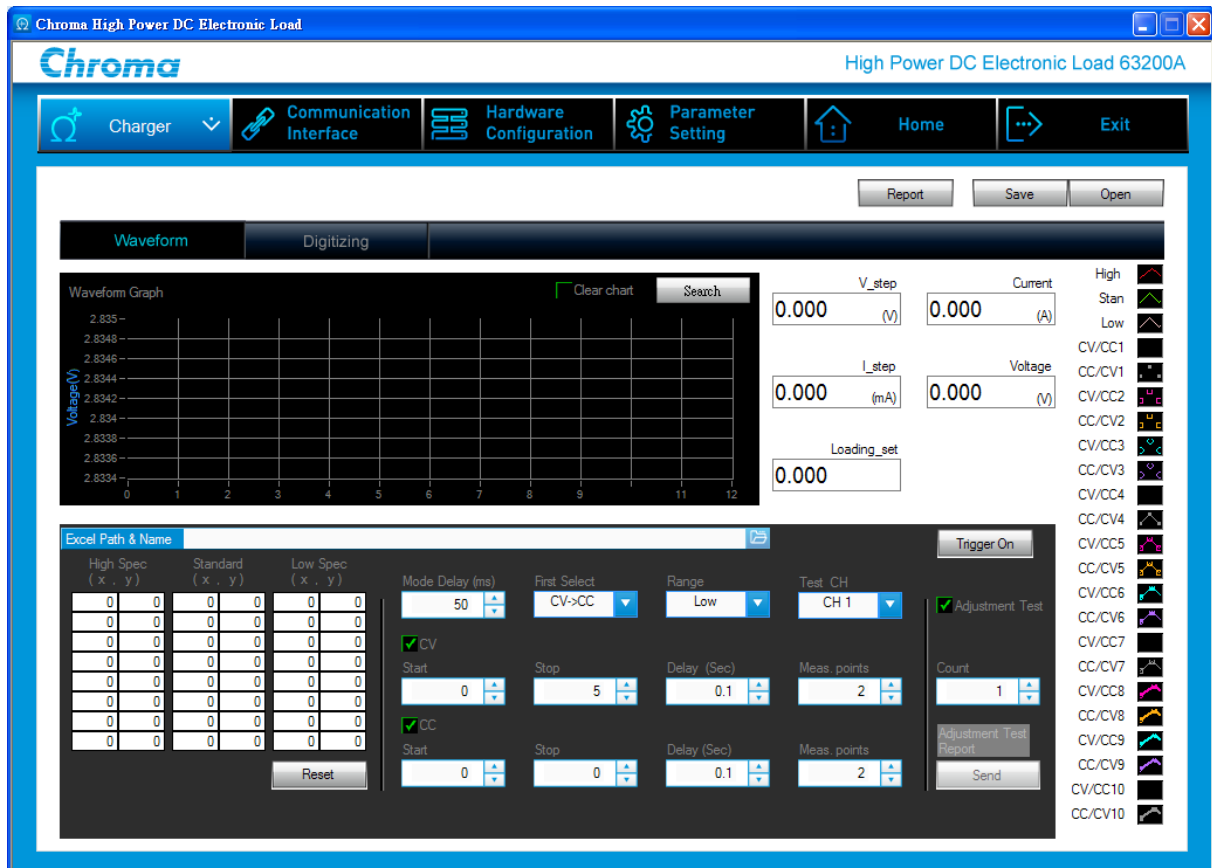 Chroma High Power DC Electronic Load
Chroma
High Power DC Electronic Load 63200A
Charger
Communication Interface
Hardware Configuration
Parameter Setting
Home
Exit
Report
Save
Open
Waveform
Digitizing
Waveform Graph
Clear chart
Search
Voltage(V)
2.835
2.8348
2.8346
2.8344
2.8342
2.834
2.8338
2.8336
2.8334
0 1 2 3 4 5 6 7 8 9 11 12
V_step
0.000 (V)
Current
0.000 (A)
I_step
0.000 (mA)
Voltage
0.000 (V)
Loading_set
0.000
High
Stan
Low
CV/CC1
CC/CV1
CV/CC2
CC/CV2
CV/CC3
CC/CV3
CV/CC4
CC/CV4
CV/CC5
CC/CV5
CV/CC6
CC/CV6
CV/CC7
CC/CV7
CV/CC8
CC/CV8
CV/CC9
CC/CV9
CV/CC10
CC/CV10
Excel Path & Name
High Spec Standard Low Spec
( x . y ) ( x . y ) ( x . y )
0 0 0 0 0 0
0 0 0 0 0 0
0 0 0 0 0 0
0 0 0 0 0 0
0 0 0 0 0 0
0 0 0 0 0 0
0 0 0 0 0 0
0 0 0 0 0 0
Reset
Mode Delay (ms) First Select Range Test CH
50 CV->CC Low CH 1
CV
Start Stop Delay (Sec) Meas. points
0 5 0.1 2
CC
Start Stop Delay (Sec) Meas. points
0 0 0.1 2
Trigger On
Adjustment Test
Count
1
Adjustment Test
Report
Send